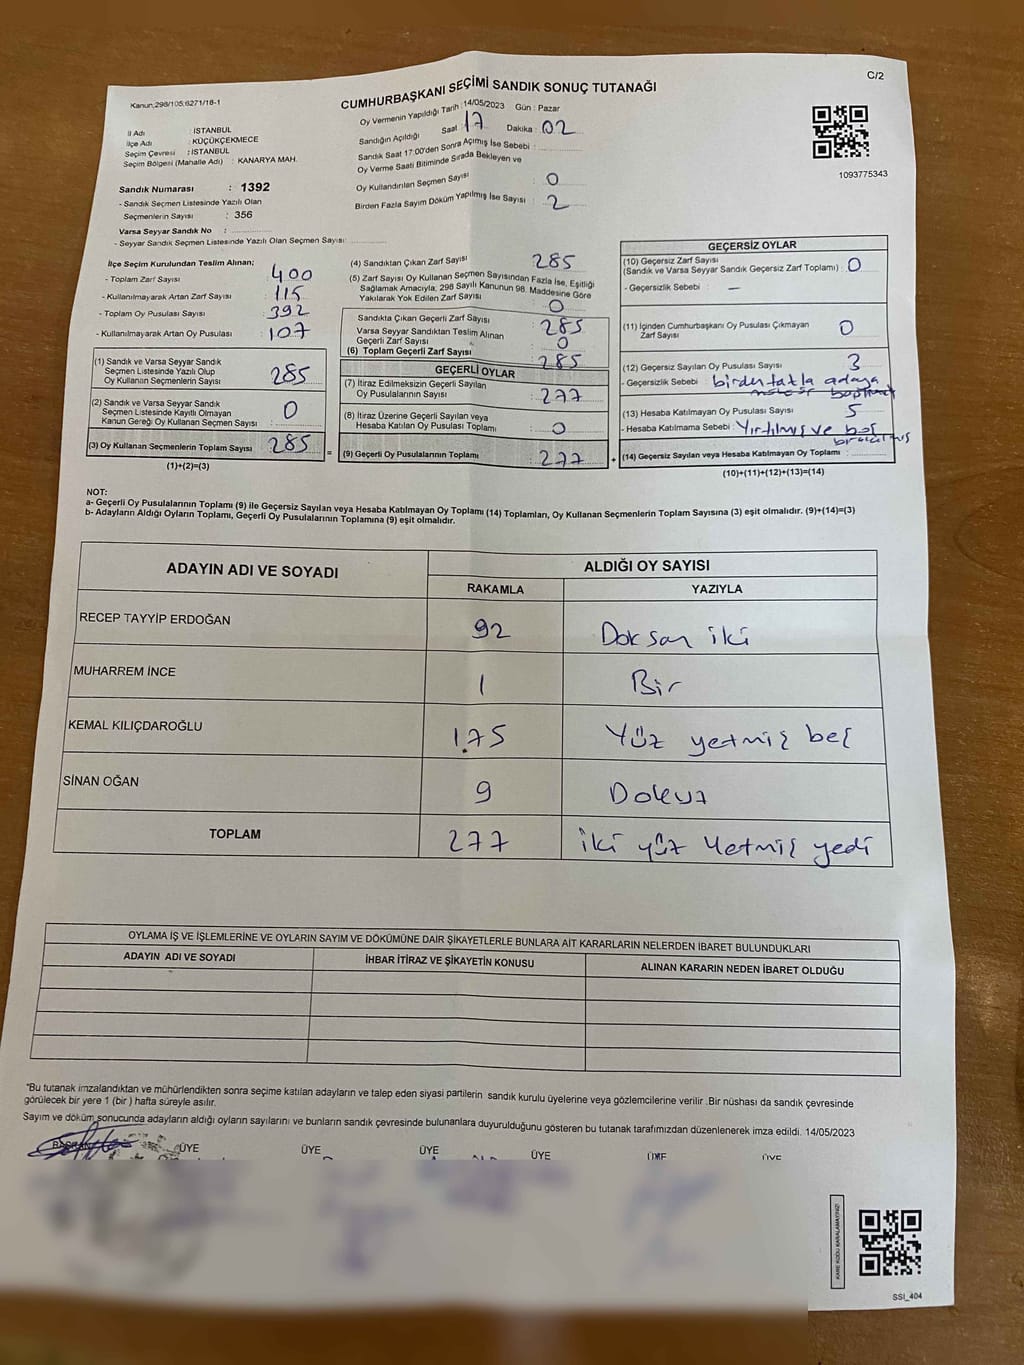 C/2
Kanun:298/105;6271/18-1
CUMHURBAŞKANI SEÇİMİ SANDIK SONUÇ TUTANAĞI
Oy Vermenin Yapıldığı Tarih : 14/05/2023 Gün : Pazar
Sandığın Açıldığı Saat : 17 Dakika : 02
Sandık Saat 17:00'den Sonra Açmış İse Sebebi :
Oy Verme Saati Bitiminde Sırada Bekleyen ve
Oy Kullandırılan Seçmen Sayısı : 0
Birden Fazla Sayım Döküm Yapılmış İse Sayısı : 2
İl Adı : İSTANBUL
İlçe Adı : KÜÇÜKÇEKMECE
Seçim Çevresi : İSTANBUL
Seçim Bölgesi (Mahalle Adı) : KANARYA MAH.
Sandık Numarası : 1392
- Sandık Seçmen Listesinde Yazılı Olan
Seçmenlerin Sayısı : 356
Varsa Seyyar Sandık No :
- Seyyar Sandık Seçmen Listesinde Yazılı Olan Seçmen Sayısı:
1093775343
İlçe Seçim Kurulundan Teslim Alınan;
- Toplam Zarf Sayısı : 400
- Kullanılmayarak Artan Zarf Sayısı : 115
- Toplam Oy Pusulası Sayısı : 392
- Kullanılmayarak Artan Oy Pusulası : 107
(1) Sandık ve Varsa Seyyar Sandık
Seçmen Listesinde Yazılı Olup
Oy Kullanan Seçmenlerin Sayısı : 285
(2) Sandık ve Varsa Seyyar Sandık
Seçmen Listesinde Kayıtlı Olmayan
Kanun Gereği Oy Kullanan Seçmen Sayısı : 0
(3) Oy Kullanan Seçmenlerin Toplam Sayısı : 285
(1)+(2)=(3)
(4) Sandıktan Çıkan Zarf Sayısı : 285
(5) Zarf Sayısı Oy Kullanan Seçmen Sayısından Fazla İse, Eşitliği
Sağlamak Amacıyla; 298 Sayılı Kanunun 98. Maddesine Göre
Yakılarak Yok Edilen Zarf Sayısı : 0
Sandıkta Çıkan Geçerli Zarf Sayısı : 285
Varsa Seyyar Sandıktan Teslim Alınan
Geçerli Zarf Sayısı : 0
(6) Toplam Geçerli Zarf Sayısı : 285
GEÇERLİ OYLAR
(7) İtiraz Edilmeksizin Geçerli Sayılan
Oy Pusulalarının Sayısı : 277
(8) İtiraz Üzerine Geçerli Sayılan veya
Hesaba Katılan Oy Pusulası Toplamı : 0
(9) Geçerli Oy Pusulalarının Toplamı : 277
GEÇERSİZ OYLAR
(10) Geçersiz Zarf Sayısı
(Sandık ve Varsa Seyyar Sandık Geçersiz Zarf Toplamı) : 0
- Geçersizlik Sebebi : –
(11) İçinden Cumhurbaşkanı Oy Pusulası Çıkmayan
Zarf Sayısı : 0
(12) Geçersiz Sayılan Oy Pusulası Sayısı : 3
- Geçersizlik Sebebi : birden fazla adaya
(13) Hesaba Katılmayan Oy Pusulası Sayısı : 5
- Hesaba Katılmama Sebebi : Yırtılmış ve boş
bırakılmış
(14) Geçersiz Sayılan veya Hesaba Katılmayan Oy Toplamı :
(10)+(11)+(12)+(13)=(14)
NOT:
a- Geçerli Oy Pusulalarının Toplamı (9) ile Geçersiz Sayılan veya Hesaba Katılmayan Oy Toplamı (14) Toplamları, Oy Kullanan Seçmenlerin Toplam Sayısına (3) eşit olmalıdır. (9)+(14)=(3)
b- Adayların Aldığı Oyların Toplamı, Geçerli Oy Pusulalarının Toplamına (9) eşit olmalıdır.
ADAYIN ADI VE SOYADI
ALDIĞI OY SAYISI
RAKAMLA YAZIYLA
RECEP TAYYİP ERDOĞAN 92 Doksan iki
MUHARREM İNCE 1 Bir
KEMAL KILIÇDAROĞLU 175 Yüz yetmiş beş
SİNAN OĞAN 9 Dokuz
TOPLAM 277 iki yüz Yetmiş yedi
OYLAMA İŞ VE İŞLEMLERİNE VE OYLARIN SAYIM VE DÖKÜMÜNE DAİR ŞİKAYETLERLE BUNLARA AİT KARARLARIN NELERDEN İBARET BULUNDUKLARI
ADAYIN ADI VE SOYADI İHBAR İTİRAZ VE ŞİKAYETİN KONUSU ALINAN KARARIN NEDEN İBARET OLDUĞU
*Bu tutanak imzalandıktan ve mühürlendikten sonra seçime katılan adayların ve talep eden siyasi partilerin sandık kurulu üyelerine veya gözlemcilerine verilir .Bir nüshası da sandık çevresinde
görülecek bir yere 1 (bir ) hafta süreyle asılır.
Sayım ve döküm sonucunda adayların aldığı oyların sayılarını ve bunların sandık çevresinde bulunanlara duyurulduğunu gösteren bu tutanak tarafımızdan düzenlenerek imza edildi. 14/05/2023
BAŞKAN ÜYE ÜYE ÜYE ÜYE ÜYE ÜYE
KARE KODU KARALAMAYINIZ!
SSI_404